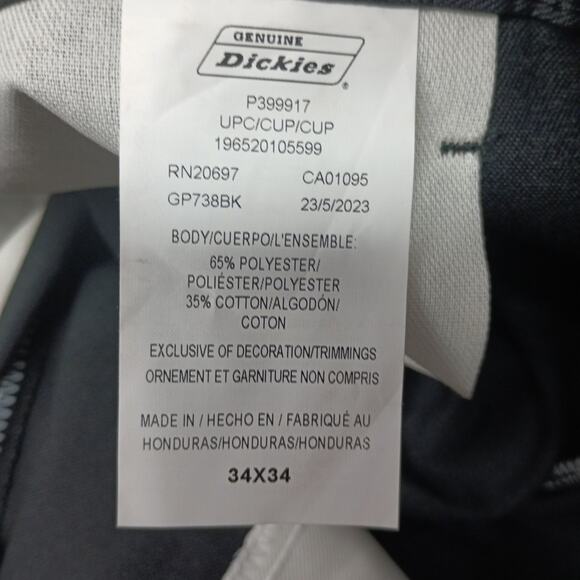 GENUINE
Dickies
®
P399917
UPC/CUP/CUP
196520105599
RN20697 CA01095
GP738BK 23/5/2023
BODY/CUERPO/L'ENSEMBLE:
65% POLYESTER/
POLIÉSTER/POLYESTER
35% COTTON/ALGODÓN/
COTON
EXCLUSIVE OF DECORATION/TRIMMINGS
ORNEMENT ET GARNITURE NON COMPRIS
MADE IN / HECHO EN / FABRIQUÉ AU
HONDURAS/HONDURAS/HONDURAS
34X34